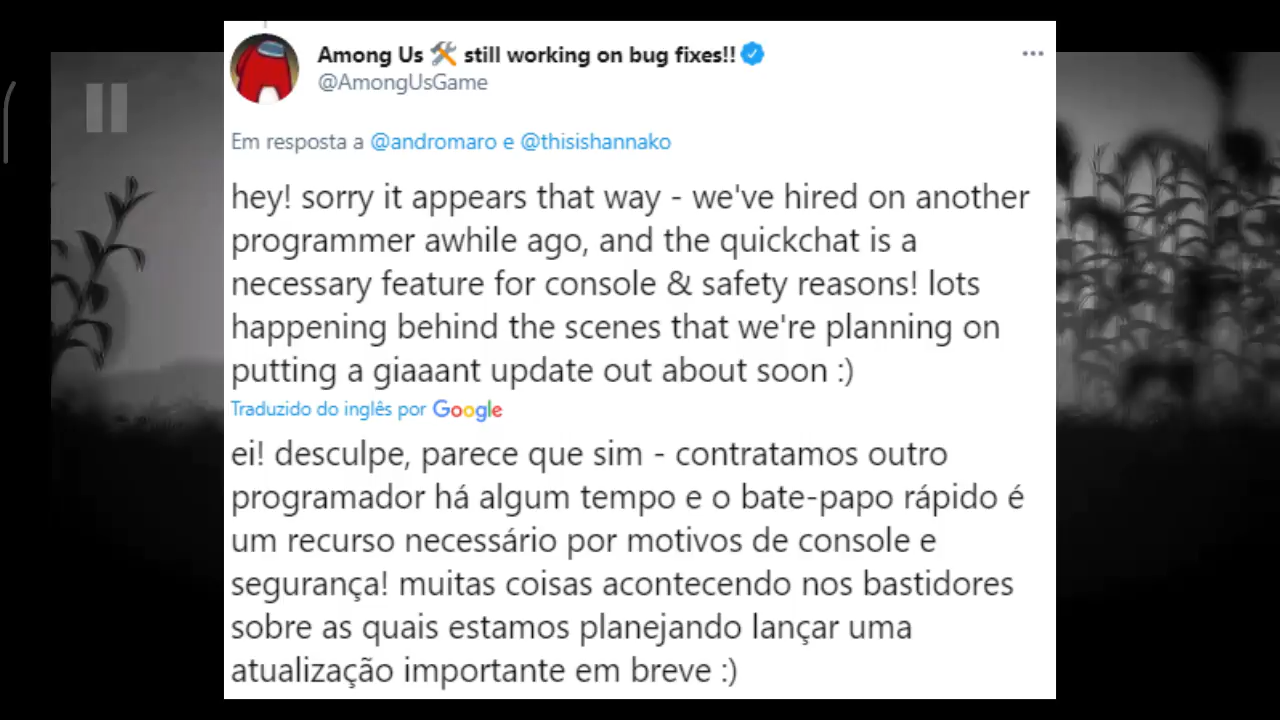 Among Us 🛠 still working on bug fixes!!
@AmongUsGame
Em resposta a @andromaro e @thisishannako
hey! sorry it appears that way - we've hired on another
programmer awhile ago, and the quickchat is a
necessary feature for console & safety reasons! lots
happening behind the scenes that we're planning on
putting a giaaant update out about soon :)
Traduzido do inglês por Google
ei! desculpe, parece que sim - contratamos outro
programador há algum tempo e o bate-papo rápido é
um recurso necessário por motivos de console e
segurança! muitas coisas acontecendo nos bastidores
sobre as quais estamos planejando lançar uma
atualização importante em breve :)